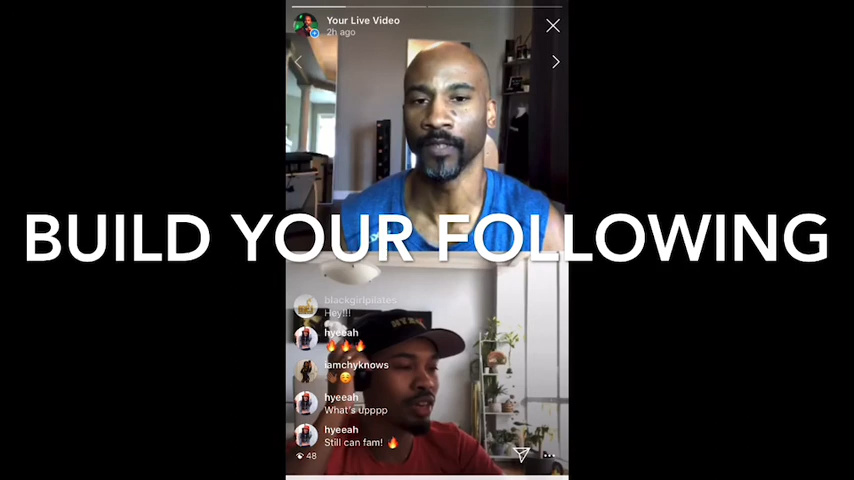 Your Live Video
2h ago
BUILD YOUR FOLLOWING
blackgirlpilates
Hey!!!
hyeeah
iamchyknows
hyeeah
What's upppp
hyeeah
Still can fam!
48